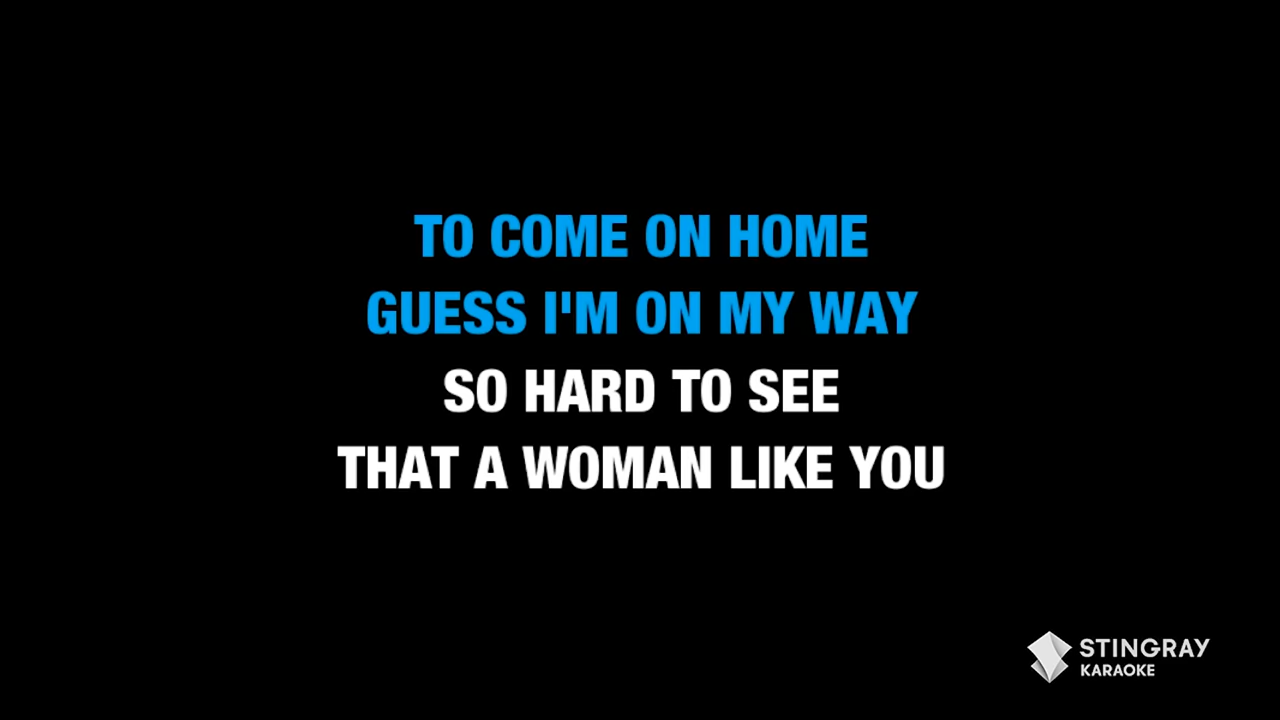 TO COME ON HOME
GUESS I'M ON MY WAY
SO HARD TO SEE
THAT A WOMAN LIKE YOU
STINGRAY
KARAOKE